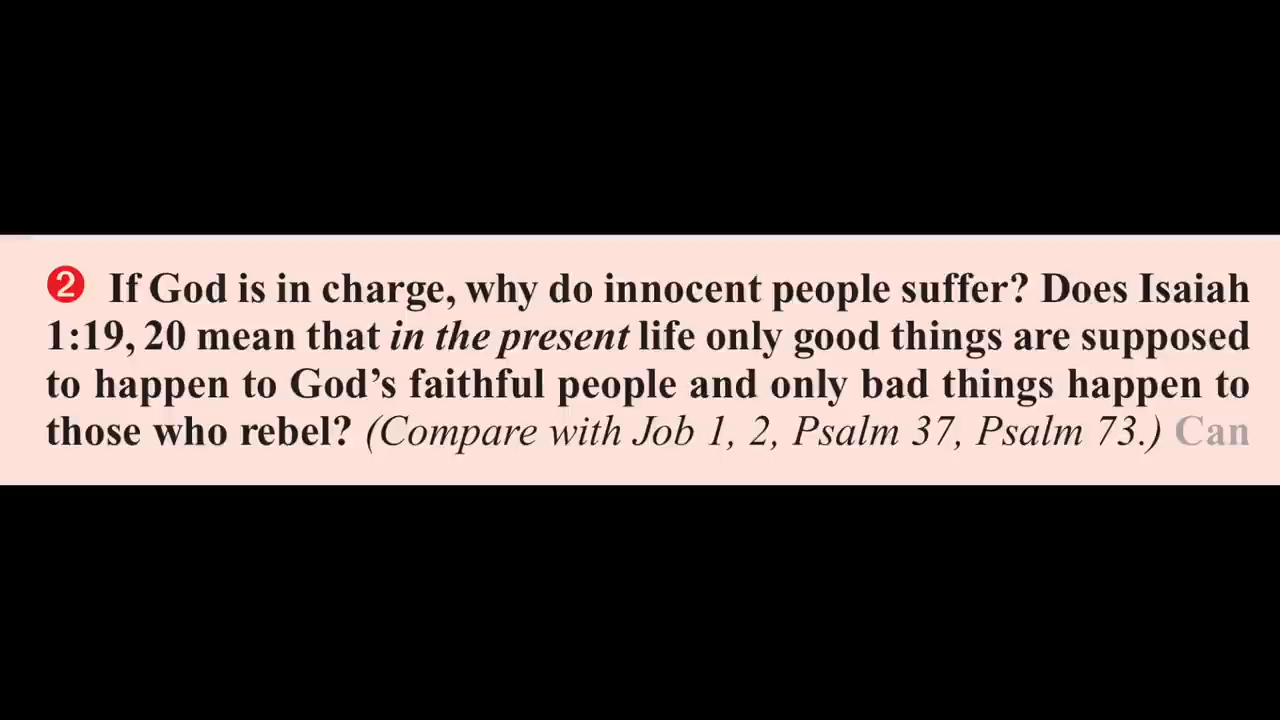 ❷ If God is in charge, why do innocent people suffer? Does Isaiah
1:19, 20 mean that in the present life only good things are supposed
to happen to God’s faithful people and only bad things happen to
those who rebel? (Compare with Job 1, 2, Psalm 37, Psalm 73.) Can